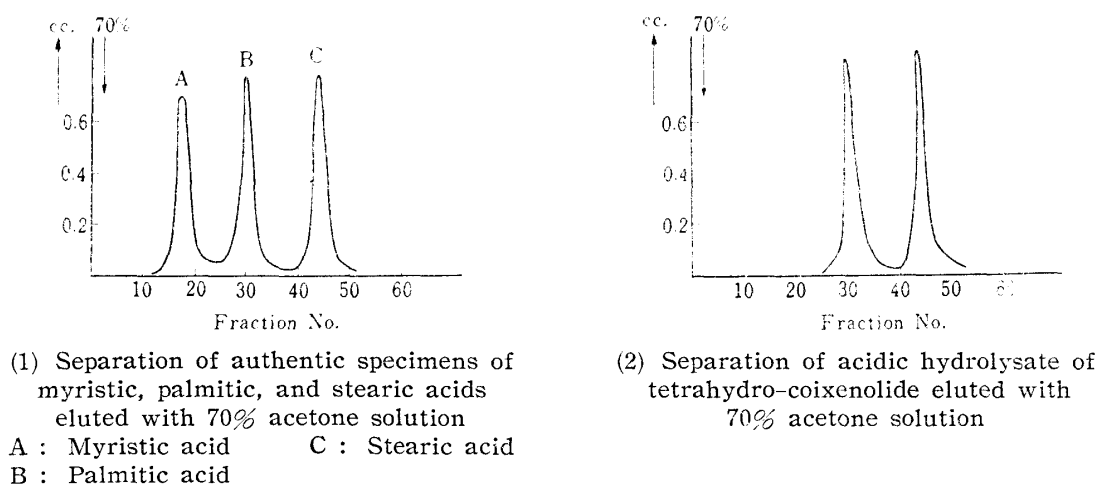 cc. 70%
A B C
0.6
0.4
0.2
10 20 30 40 50 60
Fraction No.
(1) Separation of authentic specimens of
myristic, palmitic, and stearic acids
eluted with 70% acetone solution
A : Myristic acid C : Stearic acid
B : Palmitic acid
cc. 70%
0.6
0.4
0.2
10 20 30 40 50 60
Fraction No.
(2) Separation of acidic hydrolysate of
tetrahydro-coixenolide eluted with
70% acetone solution